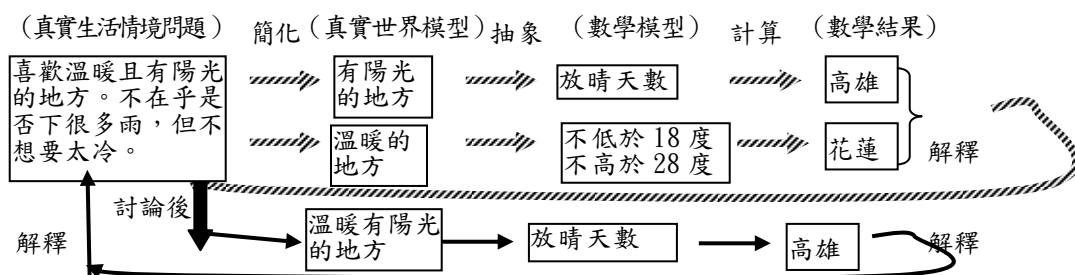 （真實生活情境問題） 簡化 （真實世界模型） 抽象 （數學模型） 計算 （數學結果）
喜歡溫暖且有陽光
的地方。不在乎是
否下很多雨，但不
想要太冷。
有陽光
的地方
放晴天數
高雄
溫暖的
地方
不低於 18 度
不高於 28 度
花蓮
解釋
討論後
解釋
溫暖有陽光
的地方
放晴天數
高雄
解釋